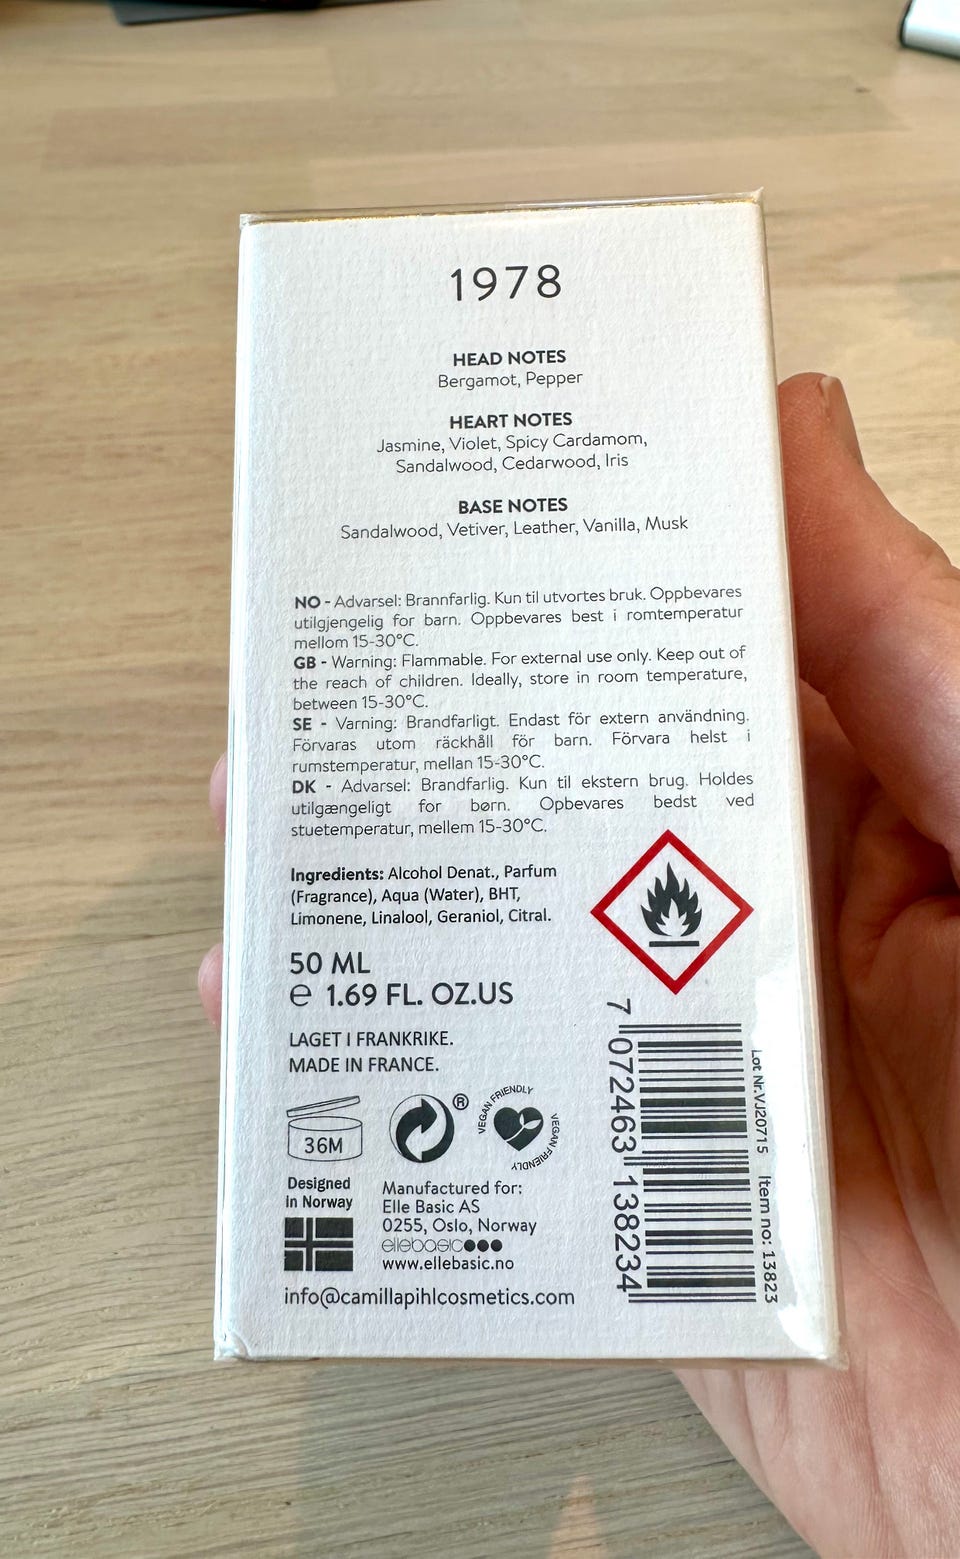 1978
HEAD NOTES
Bergamot, Pepper
HEART NOTES
Jasmine, Violet, Spicy Cardamom,
Sandalwood, Cedarwood, Iris
BASE NOTES
Sandalwood, Vetiver, Leather, Vanilla, Musk
NO - Advarsel: Brannfarlig. Kun til utvortes bruk. Oppbevares
utilgjengelig for barn. Oppbevares best i romtemperatur
mellom 15-30°C.
GB - Warning: Flammable. For external use only. Keep out of
the reach of children. Ideally, store in room temperature,
between 15-30°C.
SE - Varning: Brandfarligt. Endast för extern användning.
Förvaras utom räckhåll för barn. Förvara helst i
rumstemperatur, mellan 15-30°C.
DK - Advarsel: Brandfarlig. Kun til ekstern brug. Holdes
utilgængeligt for børn. Opbevares bedst ved
stuetemperatur, mellem 15-30°C.
Ingredients: Alcohol Denat., Parfum
(Fragrance), Aqua (Water), BHT,
Limonene, Linalool, Geraniol, Citral.
50 ML
e 1.69 FL. OZ.US
LAGET I FRANKRIKE.
MADE IN FRANCE.
36M
®
VEGAN FRIENDLY
VEGAN FRIENDLY
Designed
in Norway
Manufactured for:
Elle Basic AS
0255, Oslo, Norway
ellebasic
www.ellebasic.no
info@camillapihlcosmetics.com
7 072463 138234
Lot Nr.VJ20715 Item no: 13823